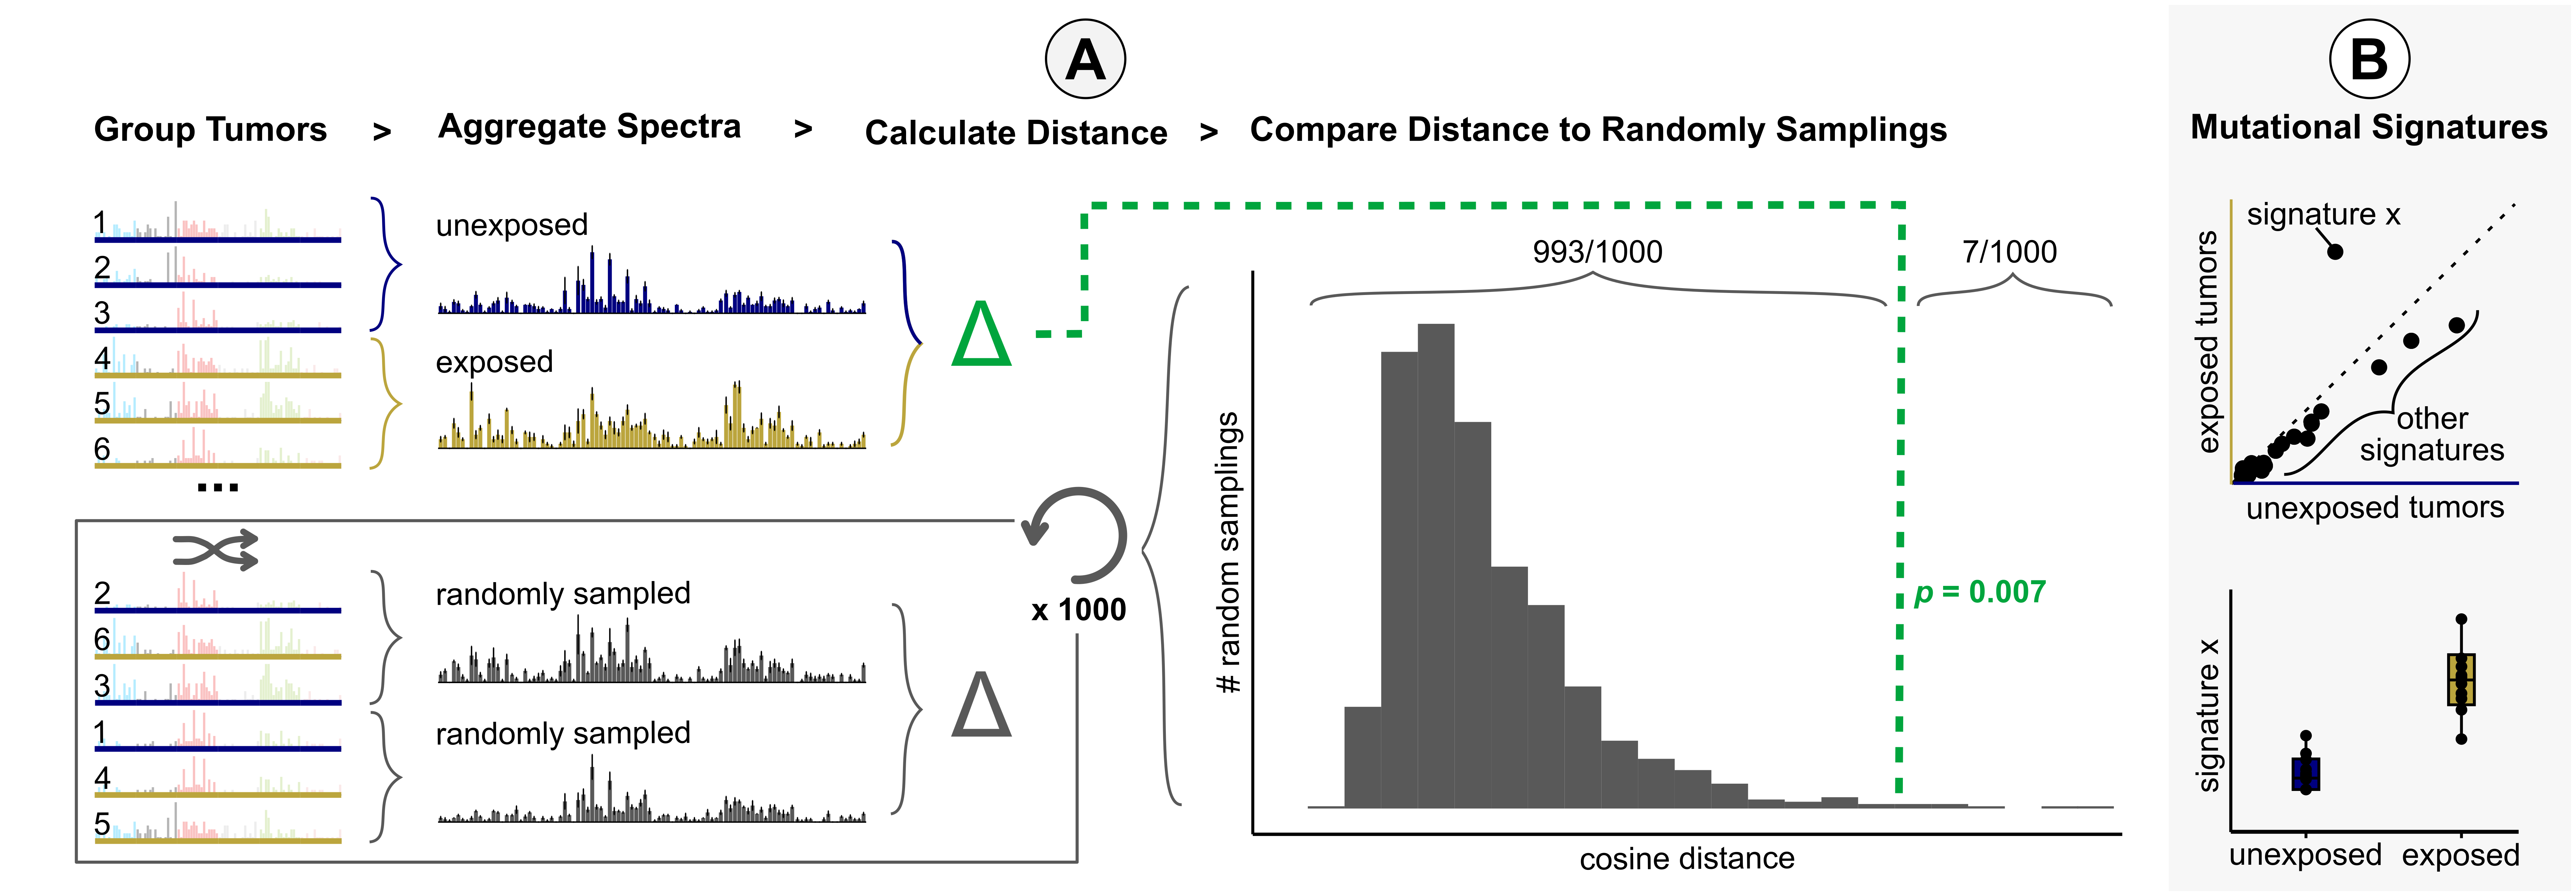 A
Group Tumors > Aggregate Spectra > Calculate Distance > Compare Distance to Randomly Samplings
1
2
3
4
5
6
...
unexposed
exposed
Δ
2
6
3
1
4
5
randomly sampled
randomly sampled
Δ
x 1000
993/1000
7/1000
# random samplings
p = 0.007
cosine distance
B
Mutational Signatures
signature x
exposed tumors
other
signatures
unexposed tumors
signature x
unexposed
exposed